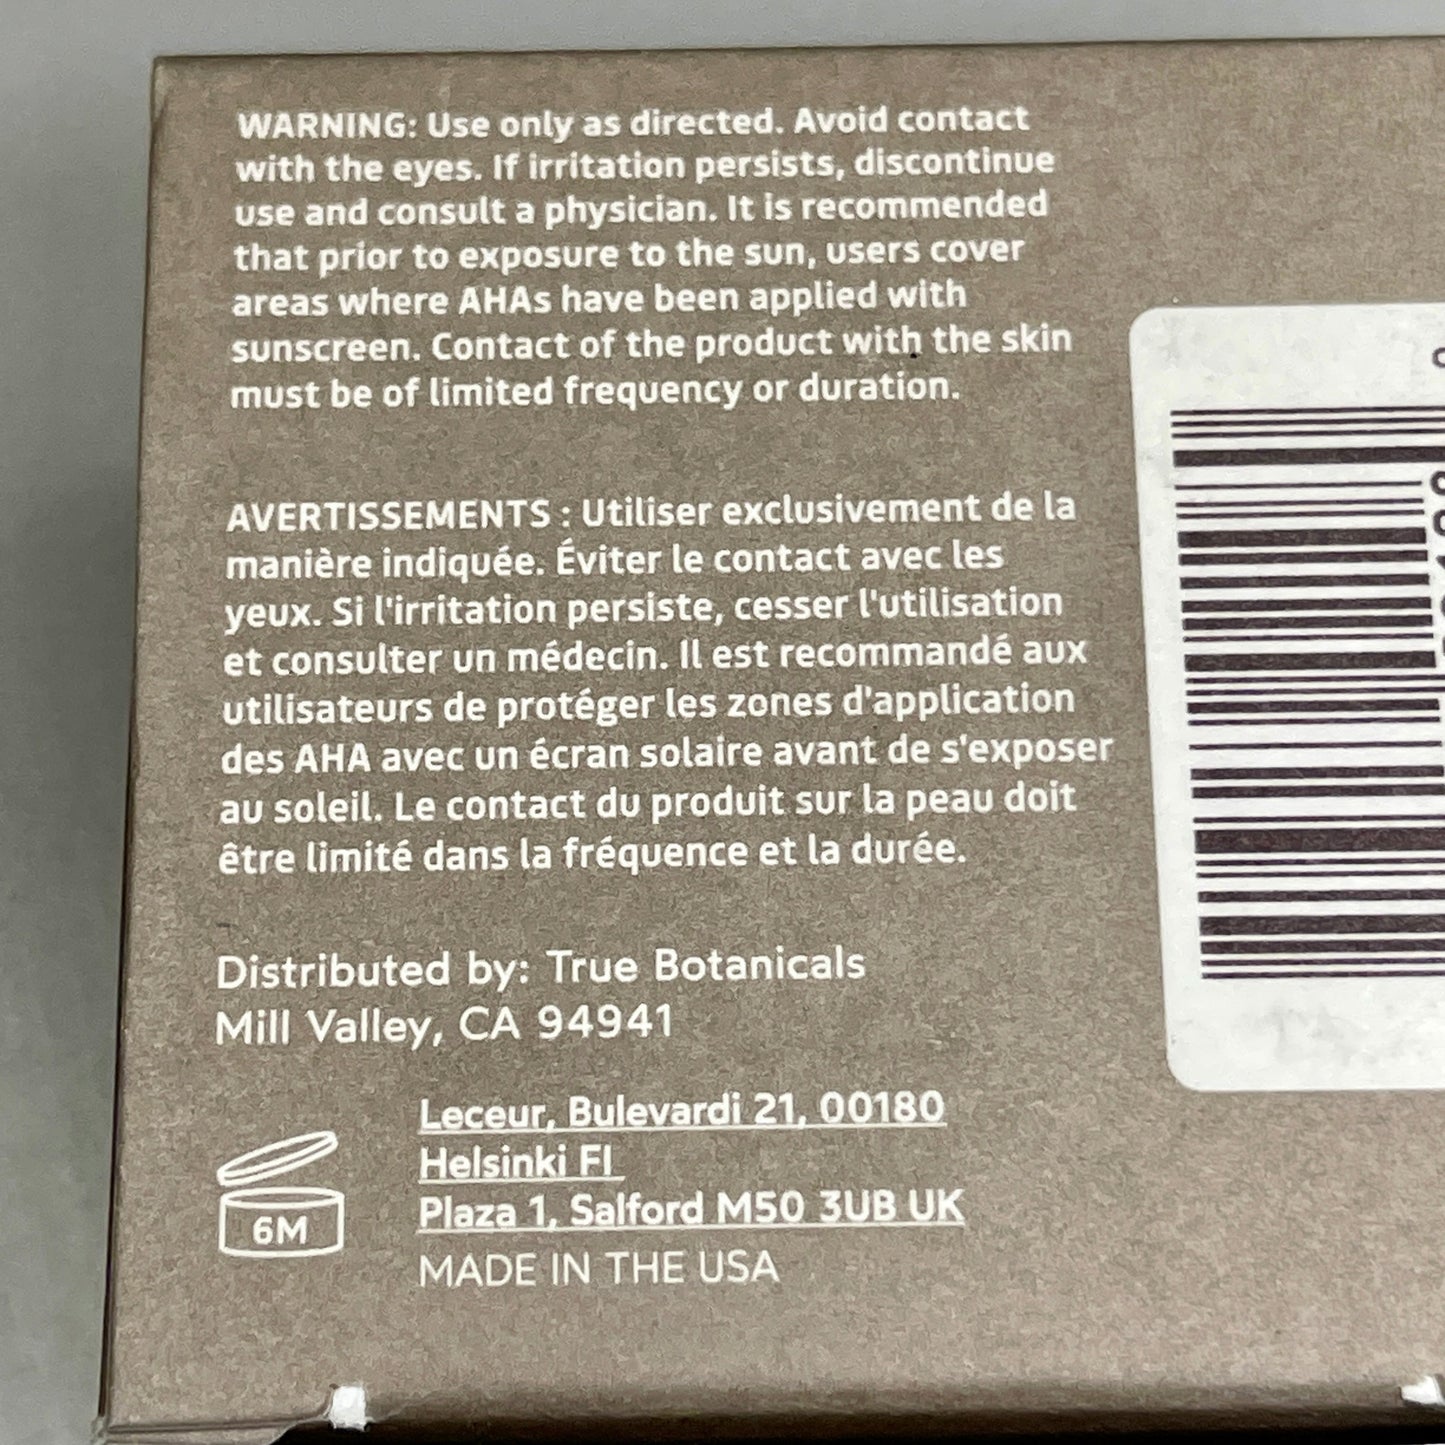 WARNING: Use only as directed. Avoid contact
with the eyes. If irritation persists, discontinue
use and consult a physician. It is recommended
that prior to exposure to the sun, users cover
areas where AHAs have been applied with
sunscreen. Contact of the product with the skin
must be of limited frequency or duration.
AVERTISSEMENTS : Utiliser exclusivement de la
manière indiquée. Éviter le contact avec les
yeux. Si l'irritation persiste, cesser l'utilisation
et consulter un médecin. Il est recommandé aux
utilisateurs de protéger les zones d'application
des AHA avec un écran solaire avant de s'exposer
au soleil. Le contact du produit sur la peau doit
être limité dans la fréquence et la durée.
Distributed by: True Botanicals
Mill Valley, CA 94941
Leceur, Bulevardi 21, 00180
Helsinki FI
Plaza 1, Salford M50 3UB UK
MADE IN THE USA
6M